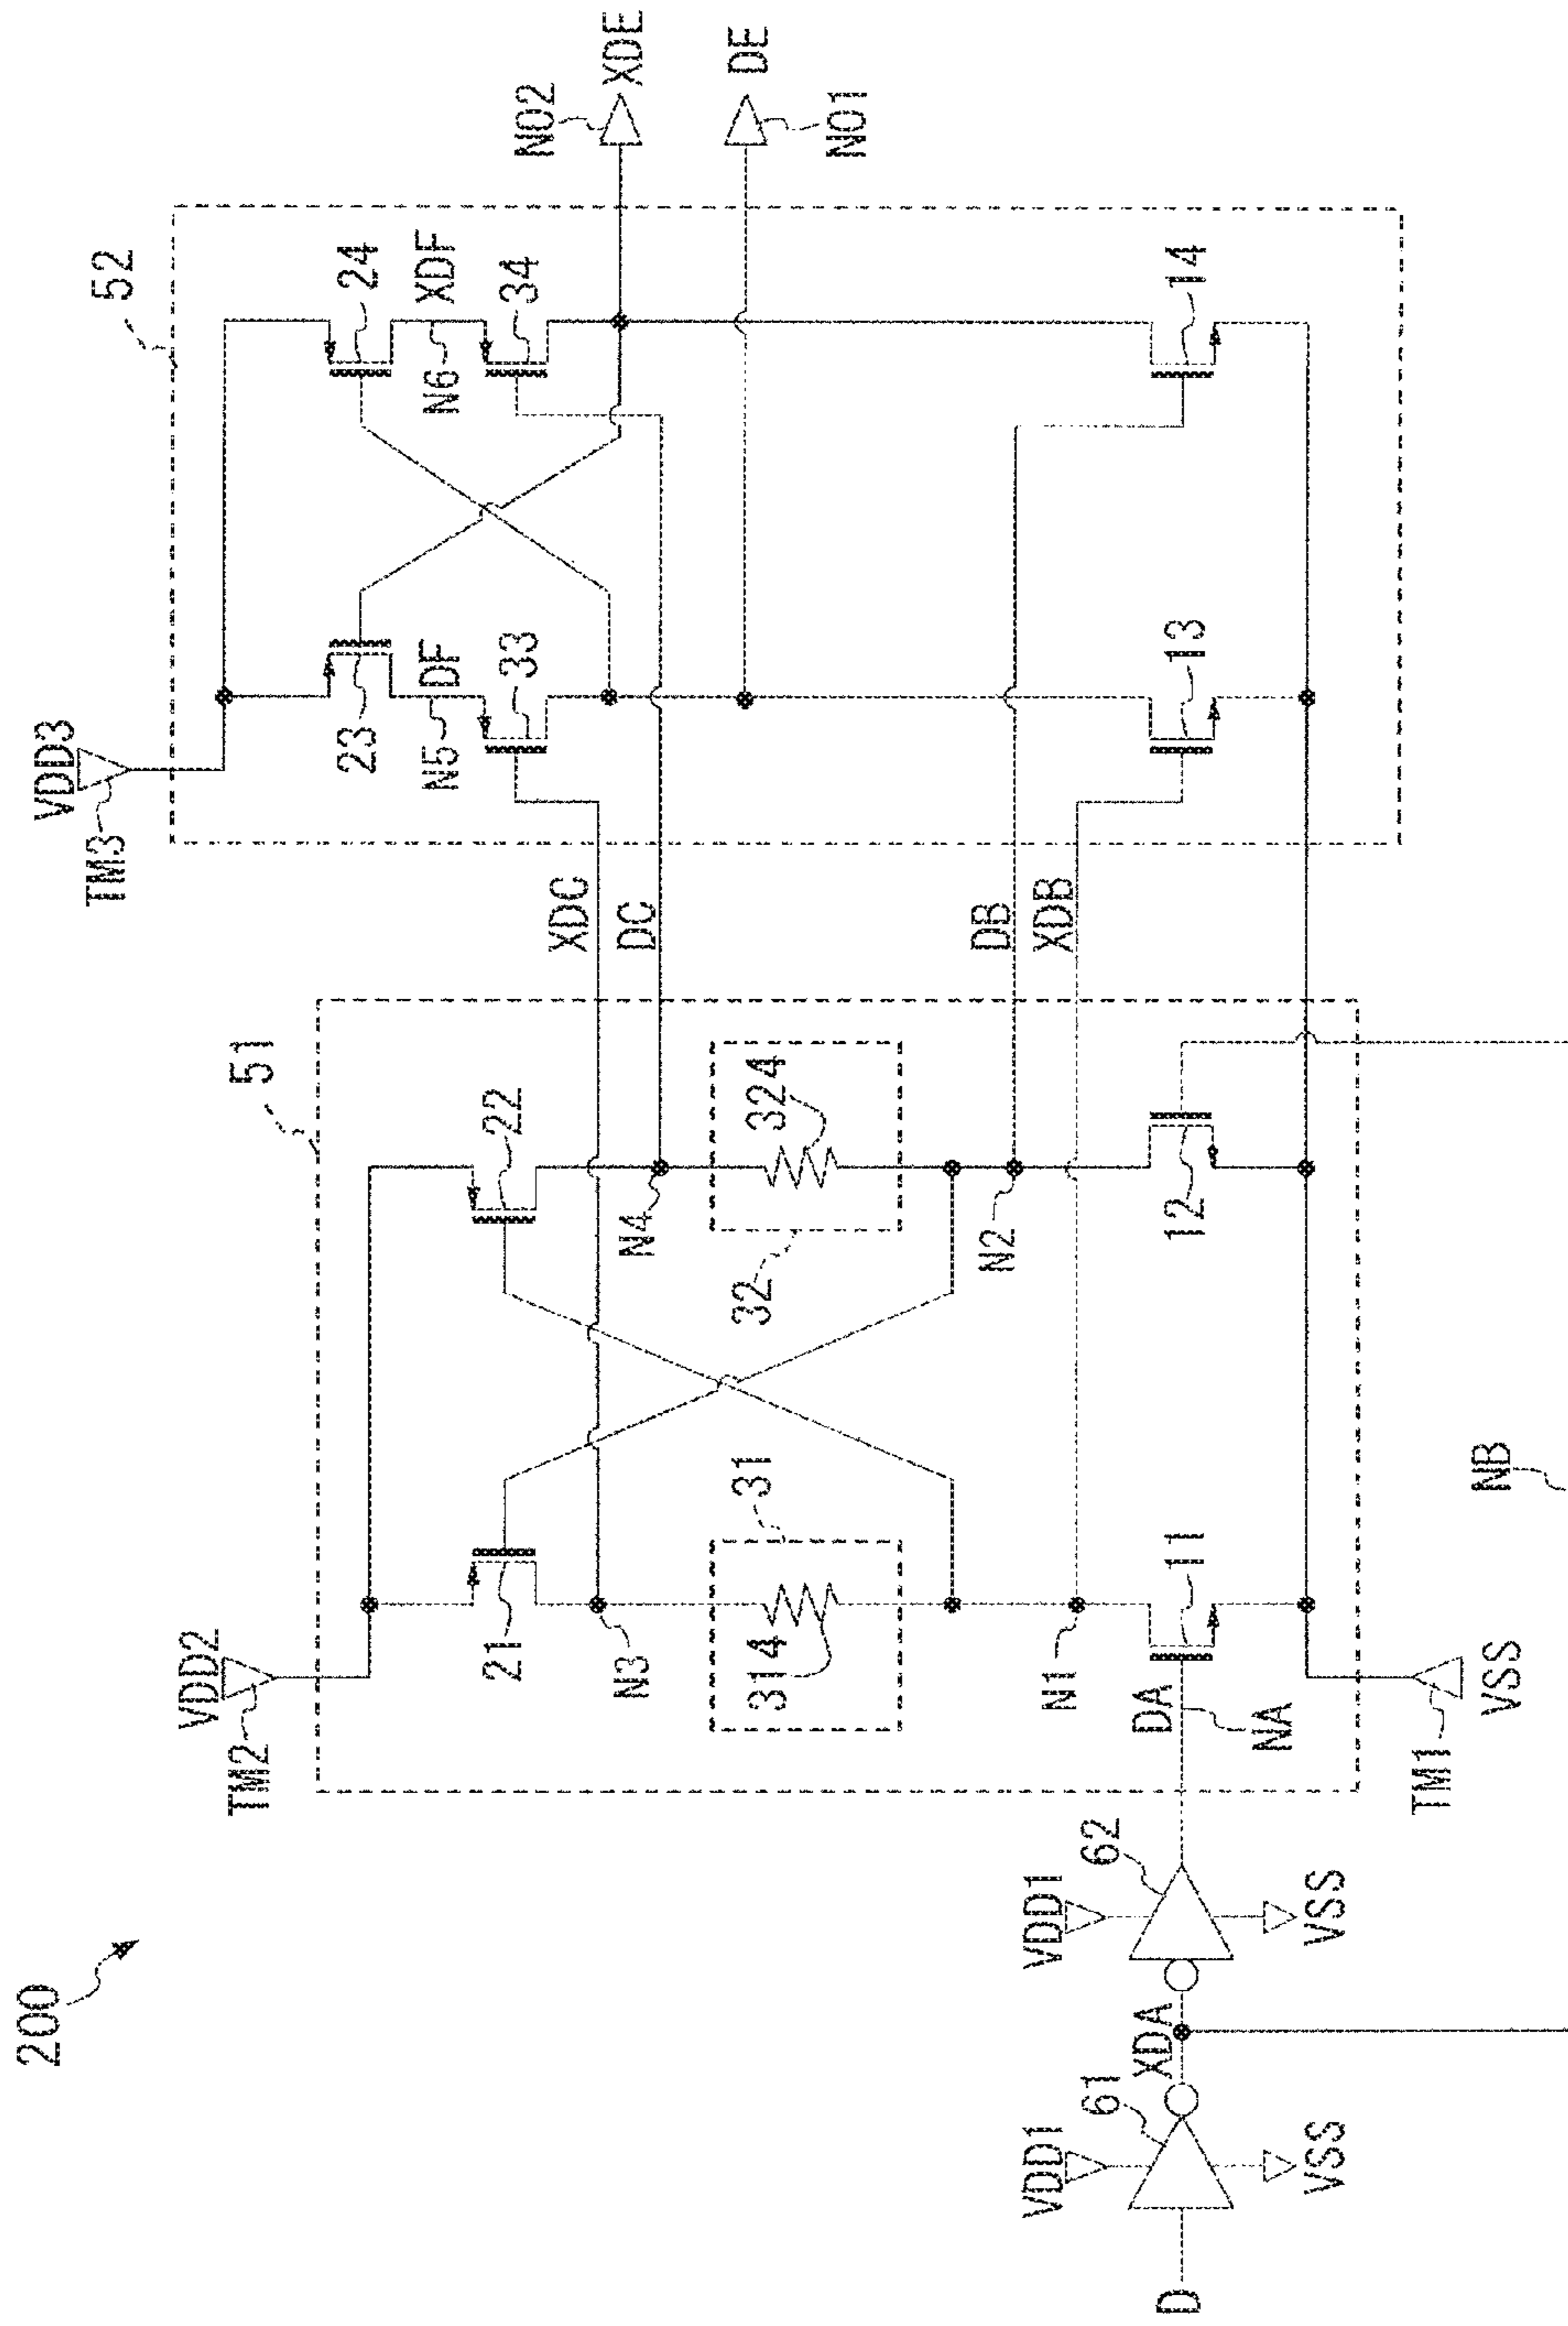 200
VDD3
TM3
52
23
24
N5
DF
N6
XDF
33
34
NO2
XDE
DE
NO1
VDD2
TM2
51
21
22
XDC
DC
N3
N4
31
314
32
324
DB
XDB
N1
N2
DA
NA
11
12
13
14
TM1
VSS
NB
D
VDD1
61
VSS
XDA
VDD1
62
VSS